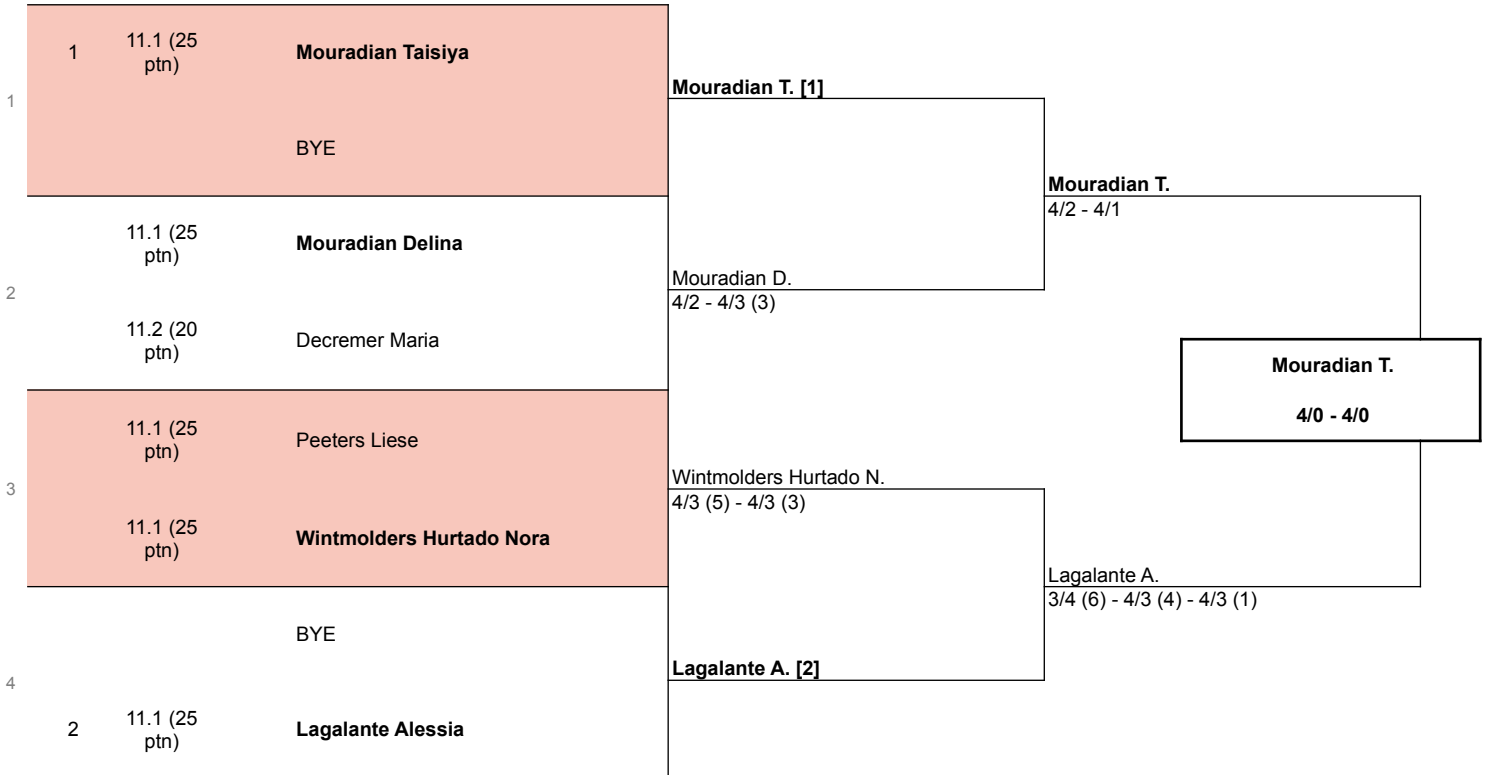 1 11.1 (25 ptn) Mouradian Taisiya
1
BYE
Mouradian T. [1]
11.1 (25 ptn) Mouradian Delina
2
11.2 (20 ptn) Decremer Maria
Mouradian D.
4/2 - 4/3 (3)
Mouradian T.
4/2 - 4/1
11.1 (25 ptn) Peeters Liese
3
11.1 (25 ptn) Wintmolders Hurtado Nora
Wintmolders Hurtado N.
4/3 (5) - 4/3 (3)
BYE
4
2 11.1 (25 ptn) Lagalante Alessia
Lagalante A. [2]
Lagalante A.
3/4 (6) - 4/3 (4) - 4/3 (1)
Mouradian T.
4/0 - 4/0